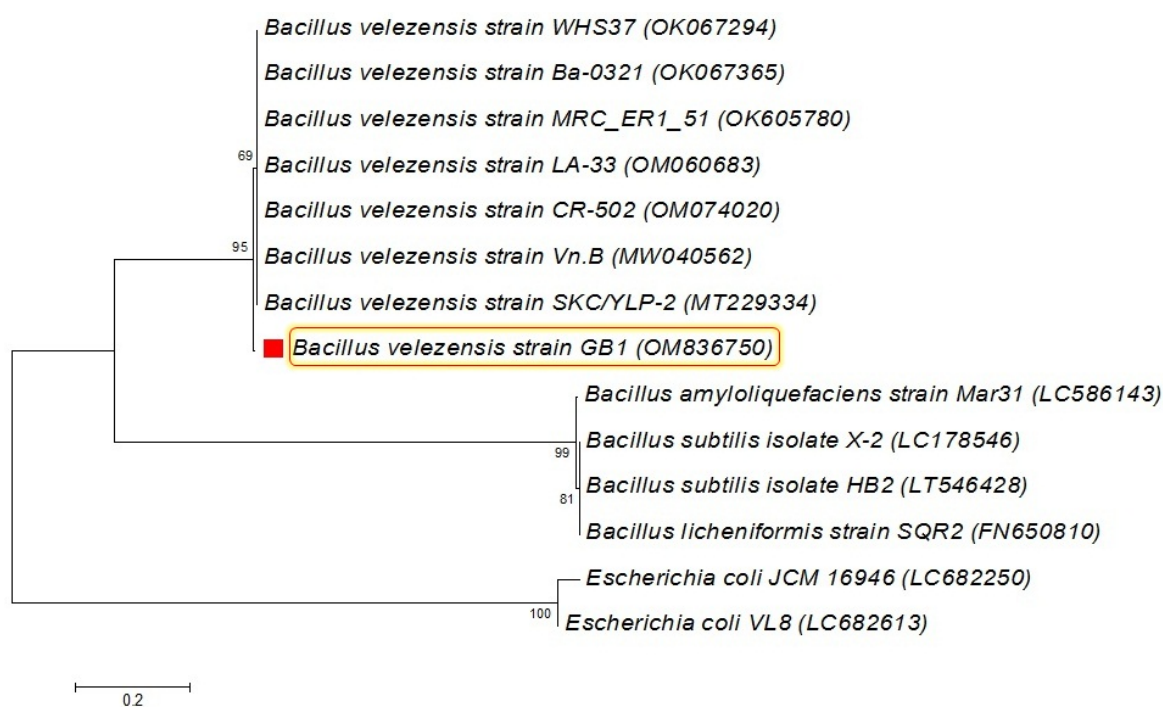 Bacillus velezensis strain WHS37 (OK067294)
Bacillus velezensis strain Ba-0321 (OK067365)
Bacillus velezensis strain MRC_ER1_51 (OK605780)
69
Bacillus velezensis strain LA-33 (OM060683)
Bacillus velezensis strain CR-502 (OM074020)
95
Bacillus velezensis strain Vn.B (MW040562)
Bacillus velezensis strain SKC/YLP-2 (MT229334)
Bacillus velezensis strain GB1 (OM836750)
Bacillus amyloliquefaciens strain Mar31 (LC586143)
Bacillus subtilis isolate X-2 (LC178546)
99
Bacillus subtilis isolate HB2 (LT546428)
81
Bacillus licheniformis strain SQR2 (FN650810)
Escherichia coli JCM 16946 (LC682250)
100
Escherichia coli VL8 (LC682613)
0.2